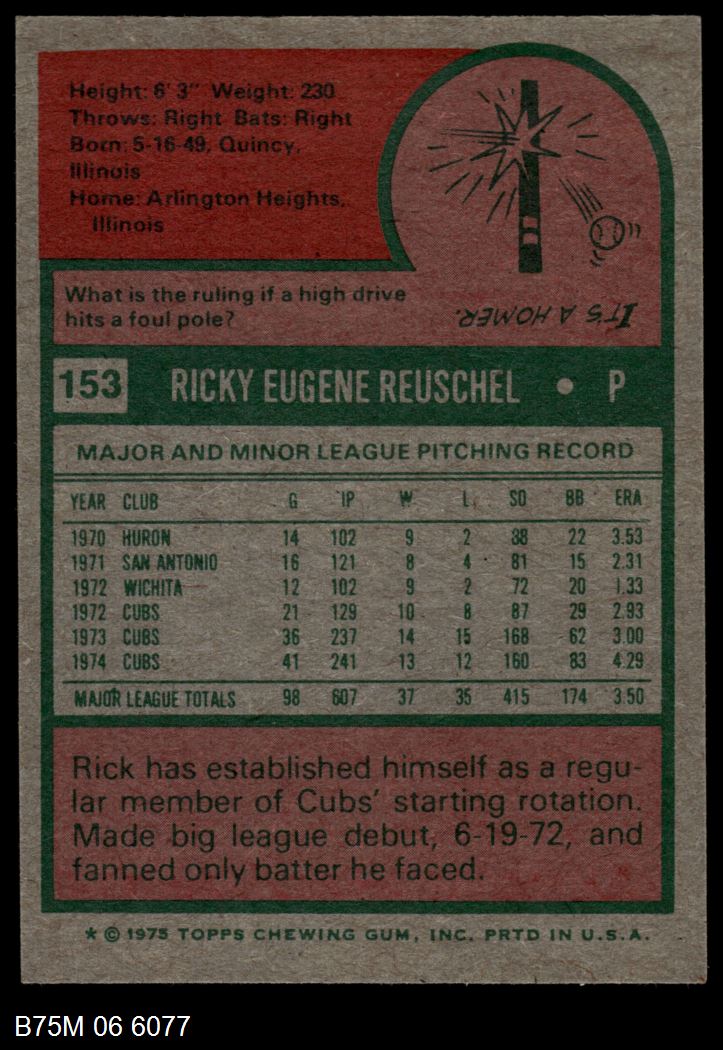 Height: 6' 3" Weight: 230
Throws: Right Bats: Right
Born: 5-16-49, Quincy,
Illinois
Home: Arlington Heights,
Illinois
What is the ruling if a high drive
hits a foul pole?
IT'S A HOMER.
153 RICKY EUGENE REUSCHEL • P
MAJOR AND MINOR LEAGUE PITCHING RECORD
YEAR CLUB G IP W L SO BB ERA
1970 HURON 14 102 9 2 88 22 3.53
1971 SAN ANTONIO 16 121 8 4 81 15 2.31
1972 WICHITA 12 102 9 2 72 20 1.33
1972 CUBS 21 129 10 8 87 29 2.93
1973 CUBS 36 237 14 15 168 62 3.00
1974 CUBS 41 241 13 12 160 83 4.29
MAJOR LEAGUE TOTALS 98 607 37 35 415 174 3.50
Rick has established himself as a regu-
lar member of Cubs' starting rotation.
Made big league debut, 6-19-72, and
fanned only batter he faced.
* © 1975 TOPPS CHEWING GUM, INC. PRTD IN U.S.A.
B75M 06 6077